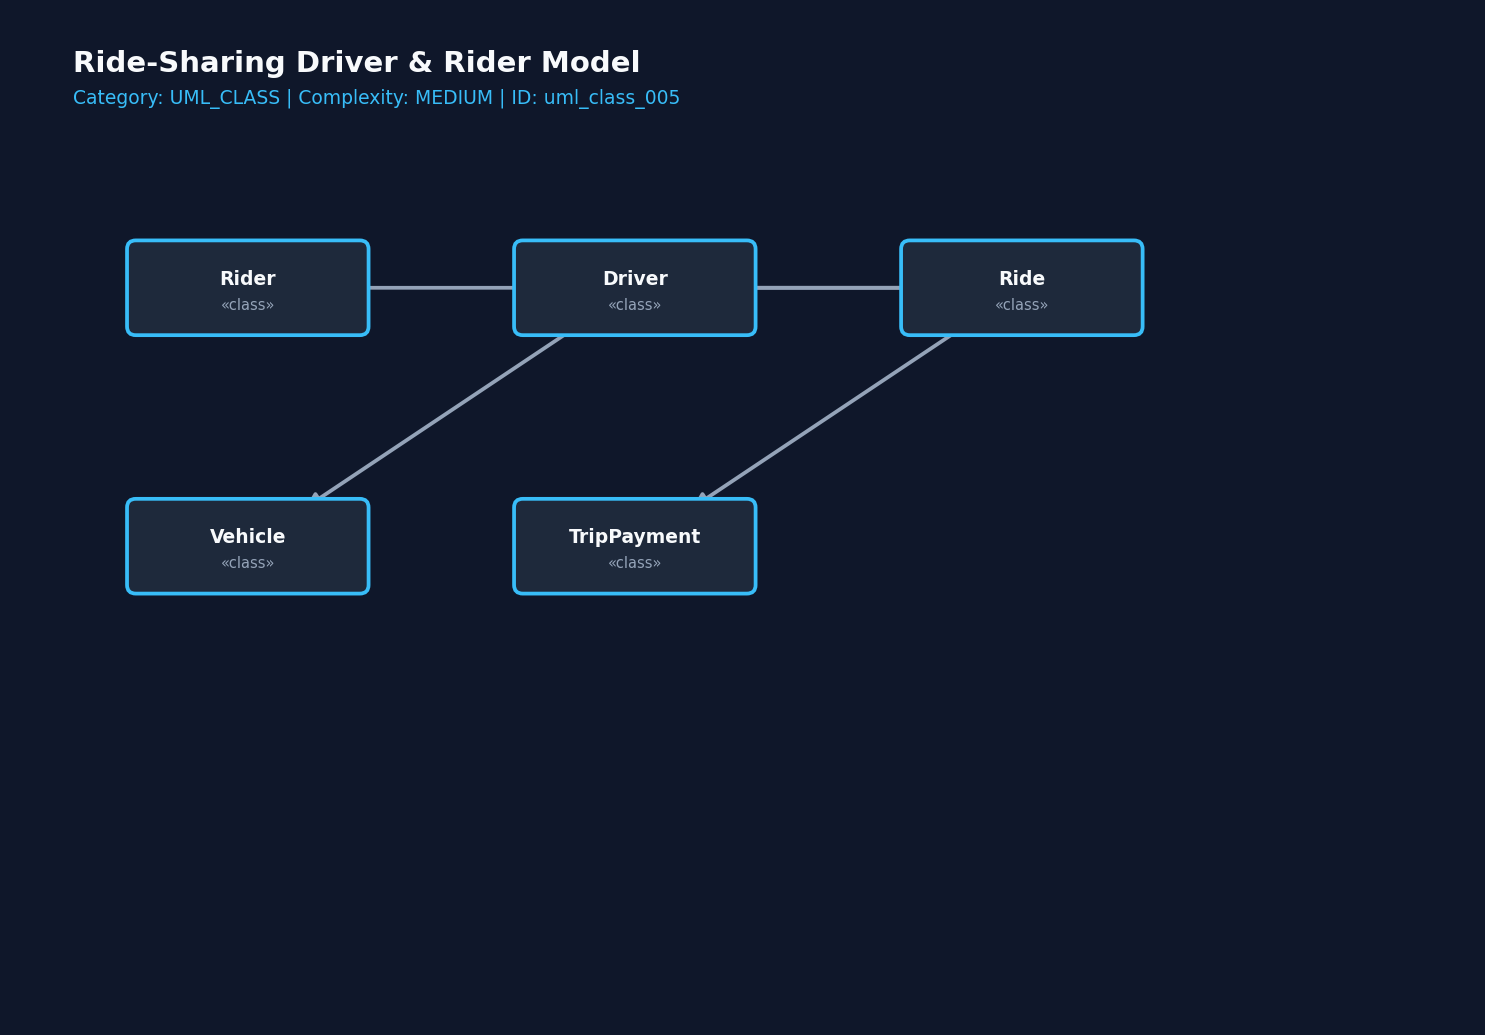 Ride-Sharing Driver & Rider Model
Category: UML_CLASS | Complexity: MEDIUM | ID: uml_class_005
Rider
«class»
Driver
«class»
Ride
«class»
Vehicle
«class»
TripPayment
«class»